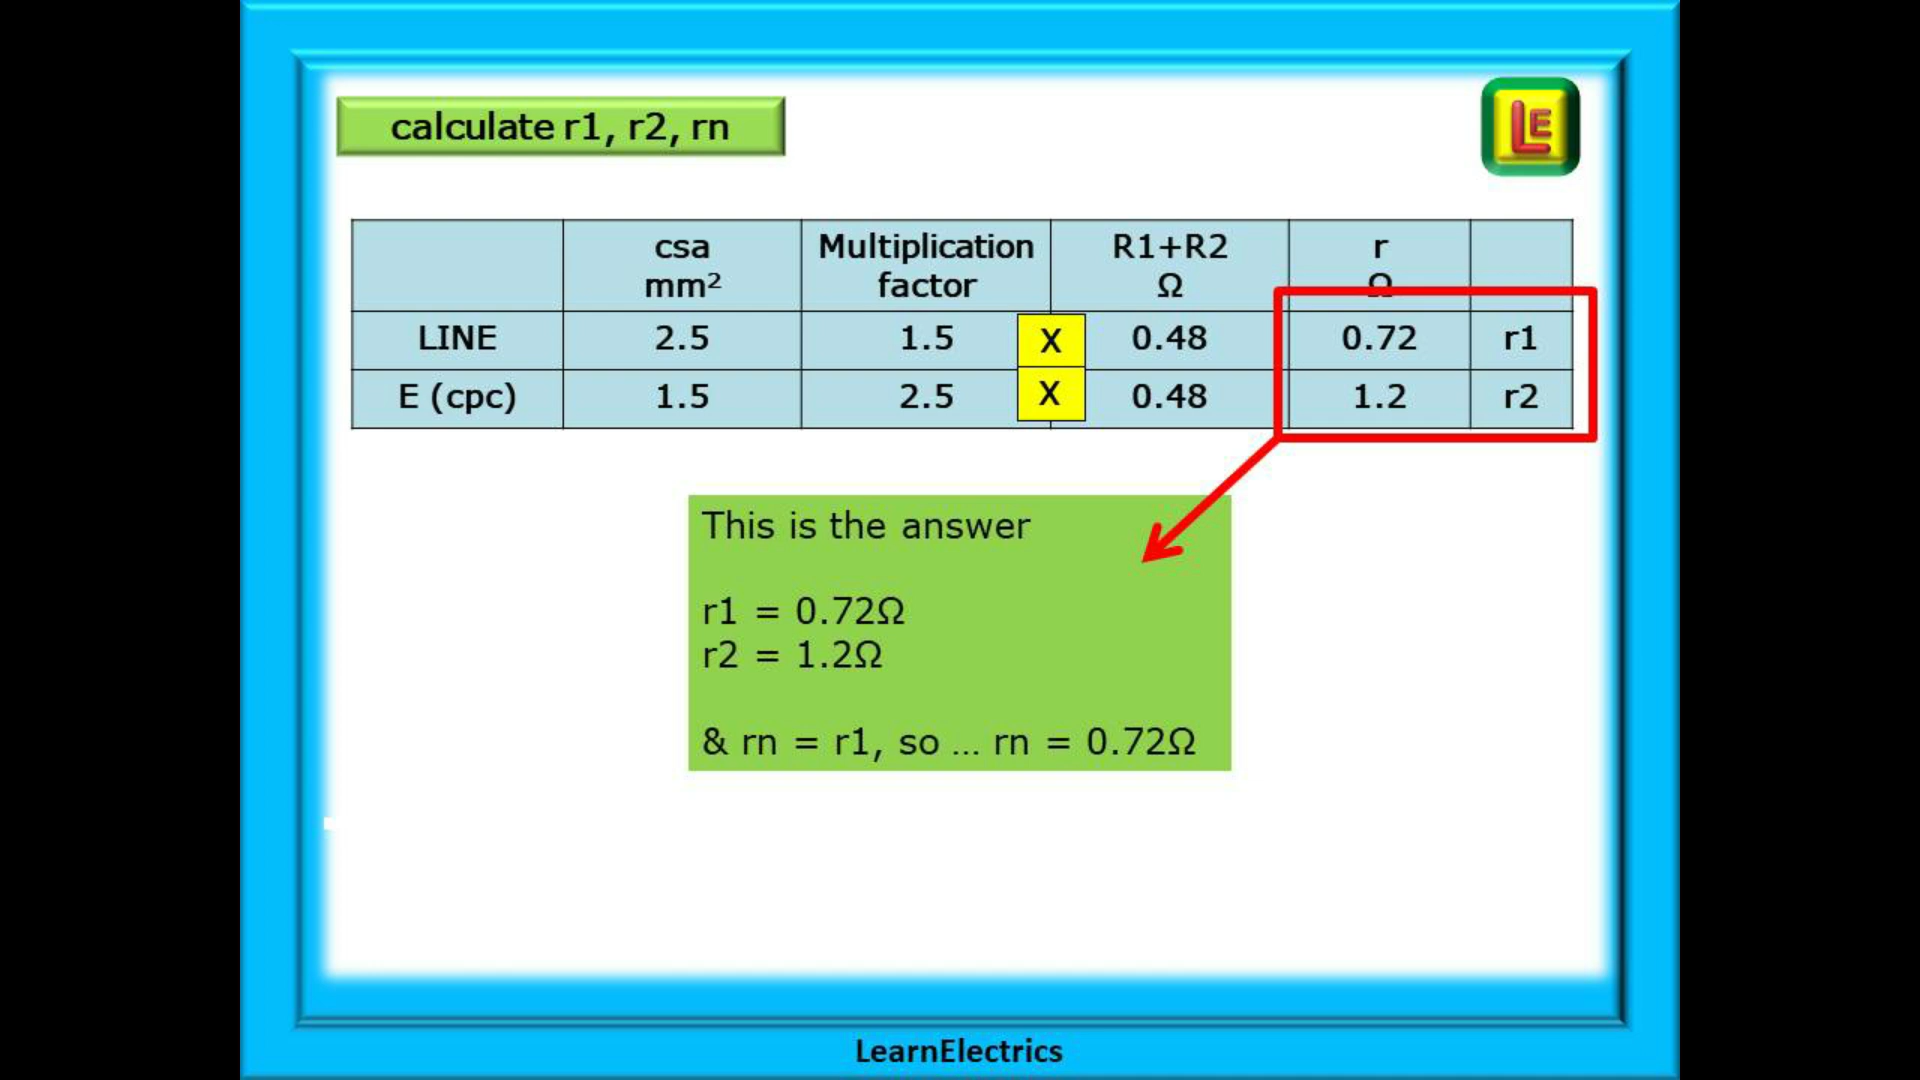 calculate r1, r2, rn
LE
csa mm² Multiplication factor R1+R2 Ω r Ω
LINE 2.5 1.5 X 0.48 0.72 r1
E (cpc) 1.5 2.5 X 0.48 1.2 r2
This is the answer
r1 = 0.72Ω
r2 = 1.2Ω
& rn = r1, so ... rn = 0.72Ω
LearnElectrics